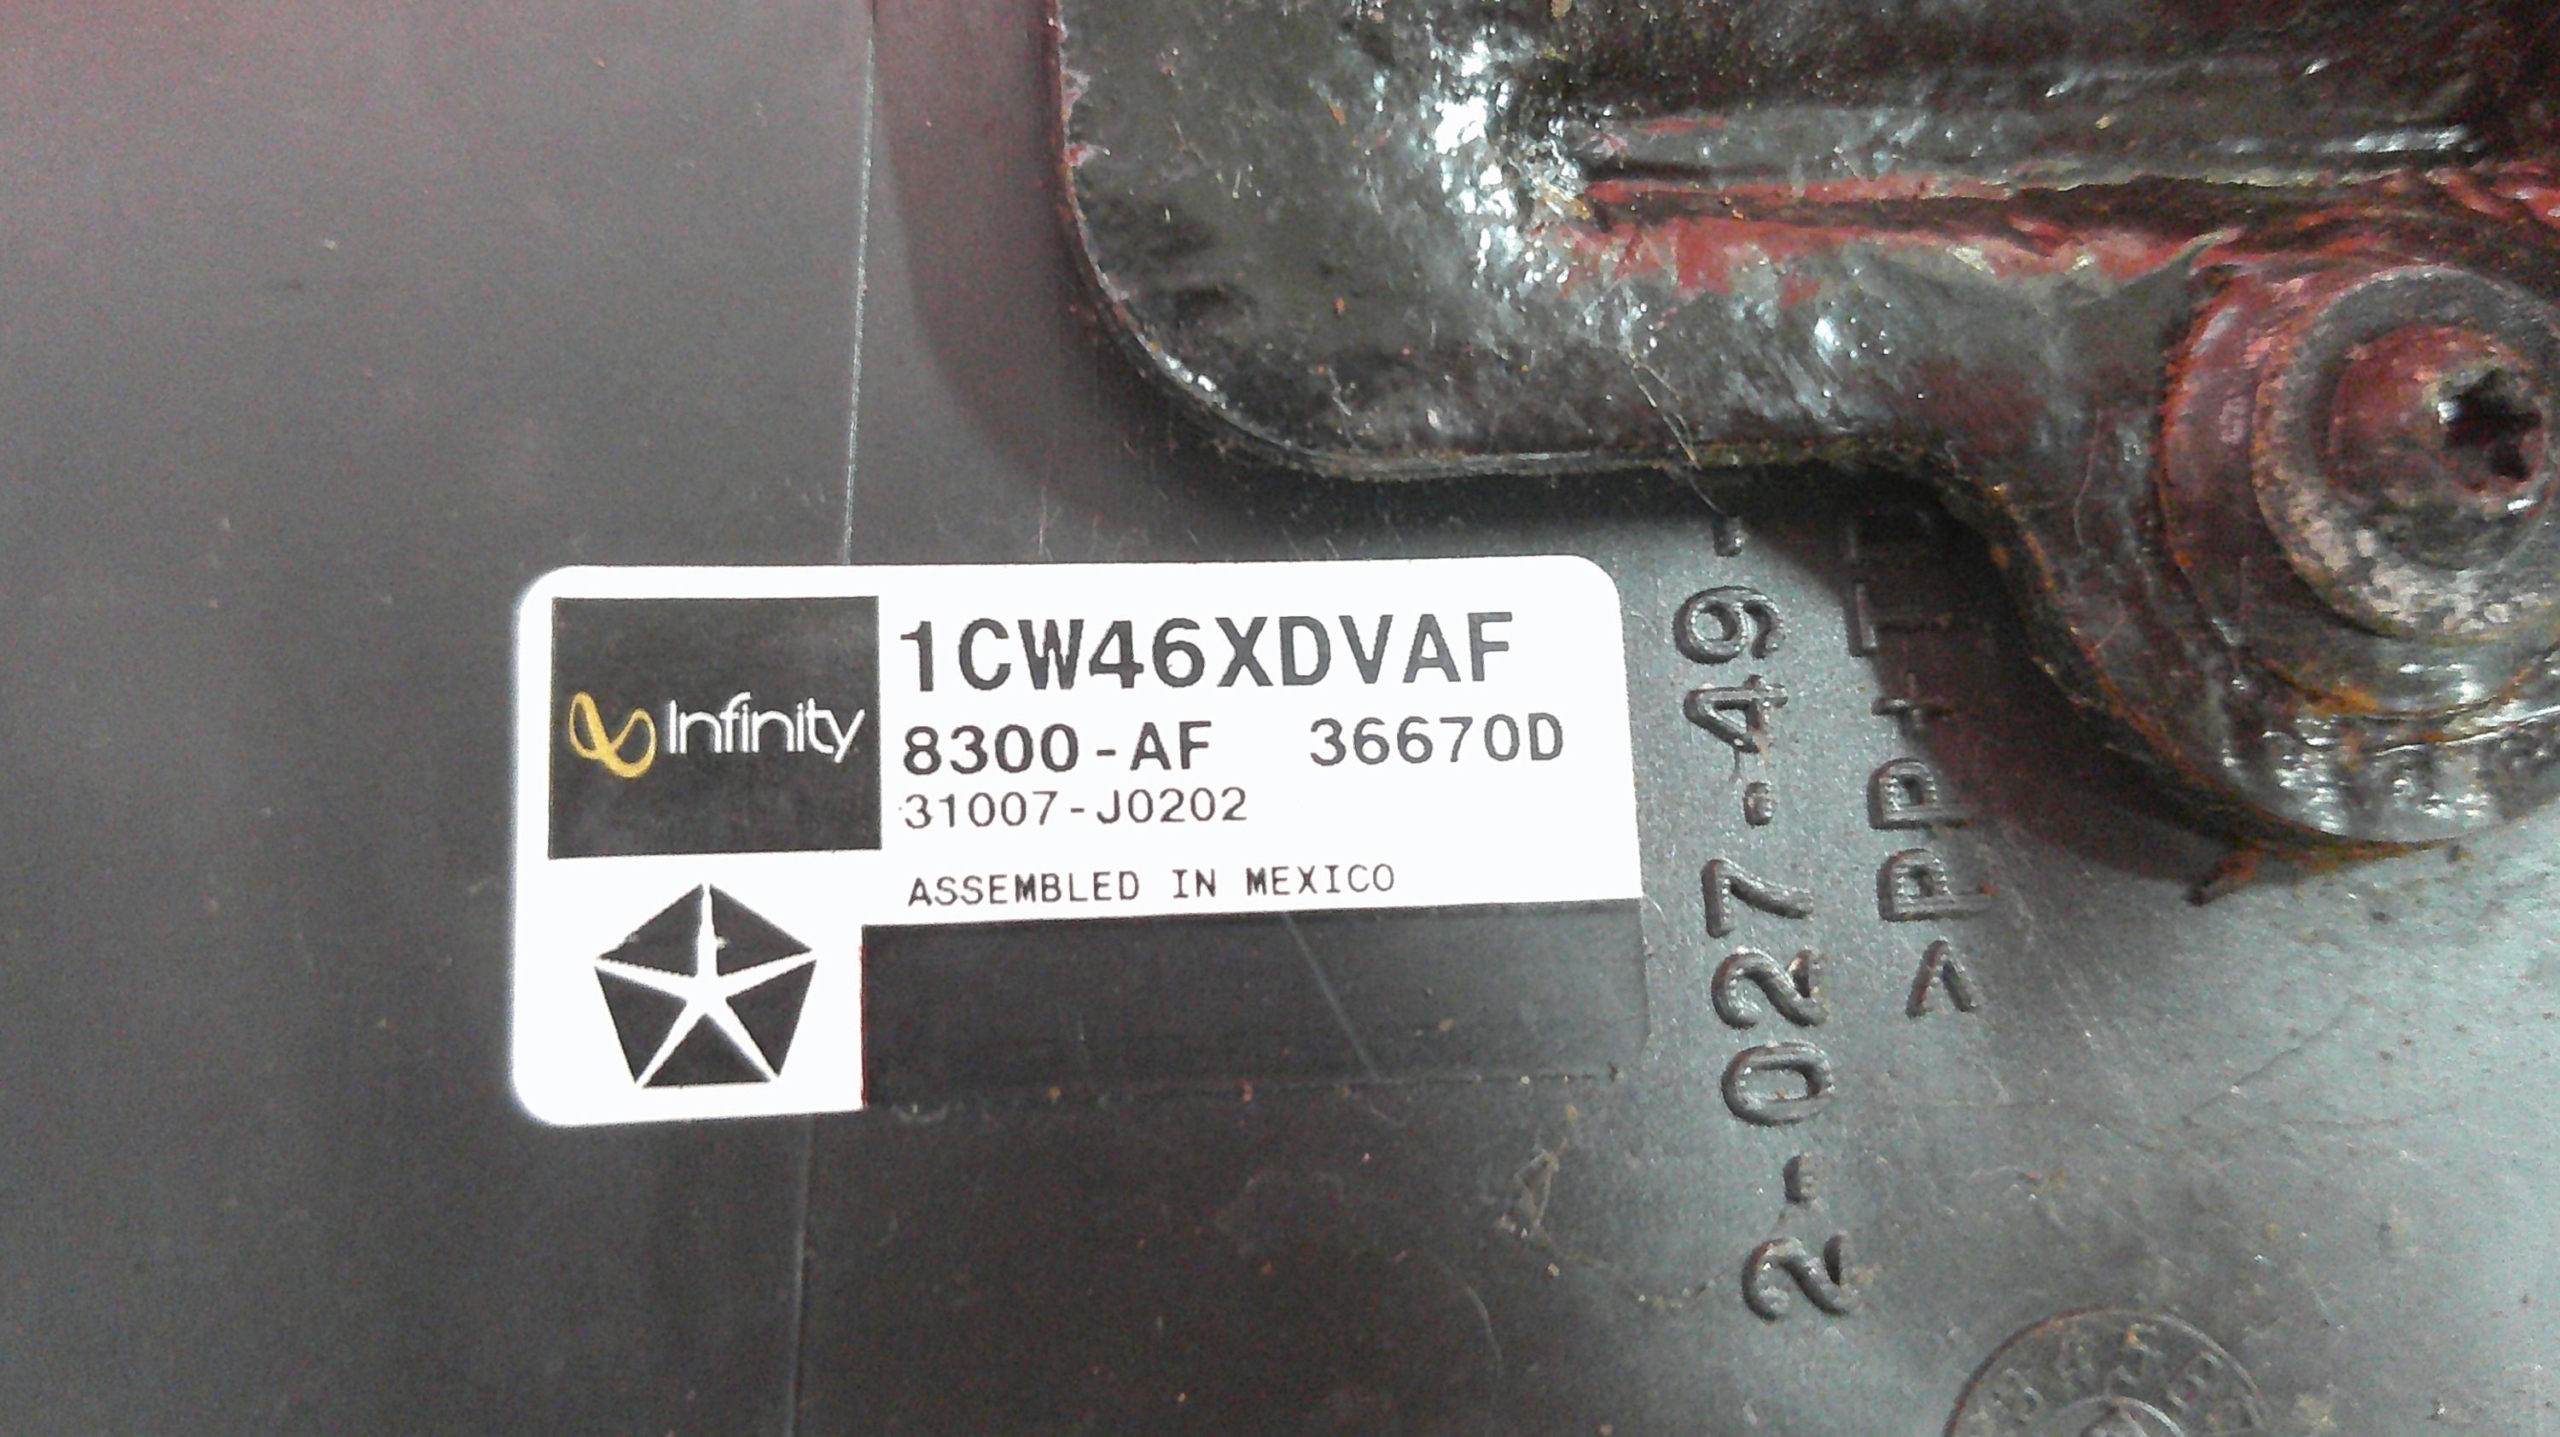 Infinity
1CW46XDVAF
8300-AF 36670D
31007-J0202
ASSEMBLED IN MEXICO
2-027-49-